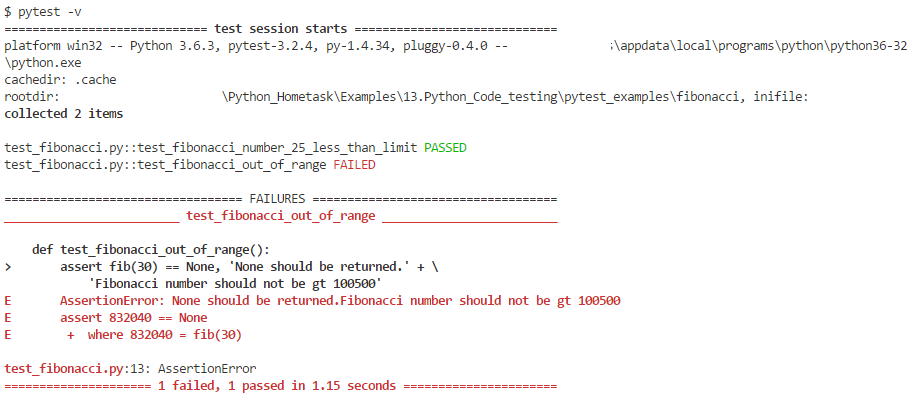 $ pytest -v
============================= test session starts =============================
platform win32 -- Python 3.6.3, pytest-3.2.4, py-1.4.34, pluggy-0.4.0 -- s\appdata\local\programs\python\python36-32
\python.exe
cachedir: .cache
rootdir: \Python_Hometask\Examples\13.Python_Code_testing\pytest_examples\fibonacci, inifile:
collected 2 items
test_fibonacci.py::test_fibonacci_number_25_less_than_limit PASSED
test_fibonacci.py::test_fibonacci_out_of_range FAILED
================================== FAILURES ===================================
_________________________ test_fibonacci_out_of_range _________________________
    def test_fibonacci_out_of_range():
>       assert fib(30) == None, 'None should be returned.' + \
            'Fibonacci number should not be gt 100500'
E       AssertionError: None should be returned.Fibonacci number should not be gt 100500
E       assert 832040 == None
E        +  where 832040 = fib(30)
test_fibonacci.py:13: AssertionError
===================== 1 failed, 1 passed in 1.15 seconds ======================